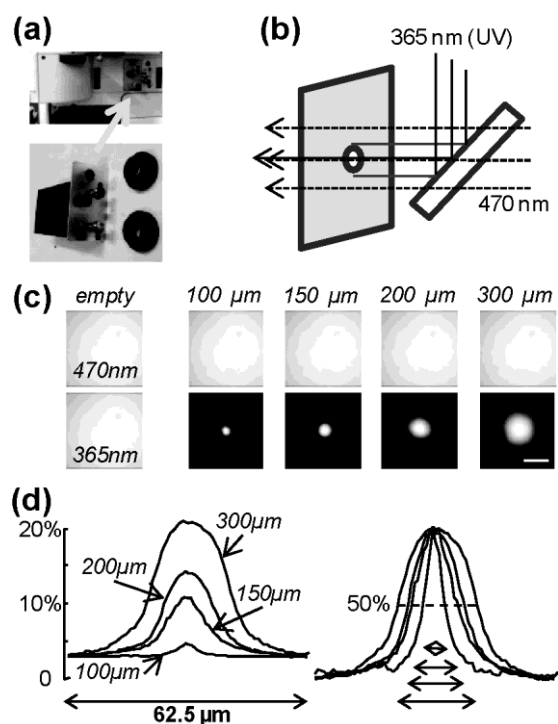 (a)
(b)
365 nm (UV)
470 nm
(c)
empty 100 µm 150 µm 200 µm 300 µm
470nm
365nm
(d)
20%
10%
0
300µm
200µm
150µm
100µm
62.5 µm
50%